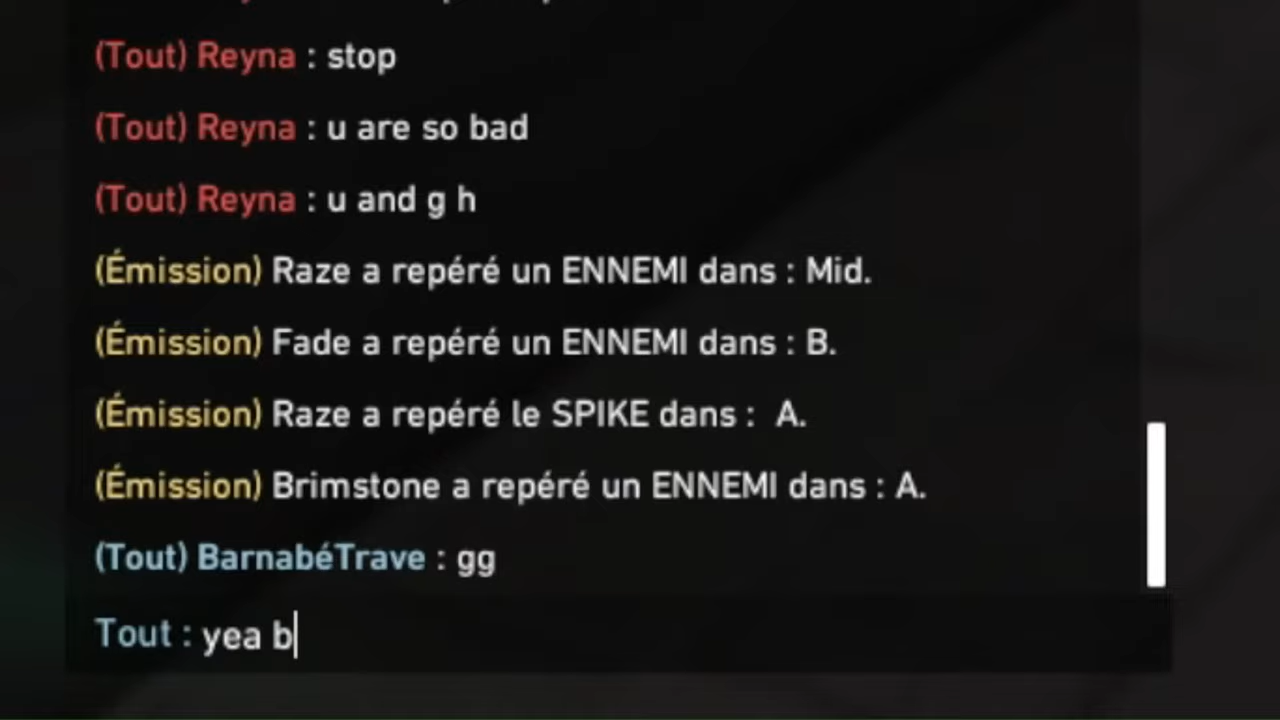 (Tout) Reyna : stop
(Tout) Reyna : u are so bad
(Tout) Reyna : u and g h
(Émission) Raze a repéré un ENNEMI dans : Mid.
(Émission) Fade a repéré un ENNEMI dans : B.
(Émission) Raze a repéré le SPIKE dans :  A.
(Émission) Brimstone a repéré un ENNEMI dans : A.
(Tout) BarnabéTrave : gg
Tout : yea b